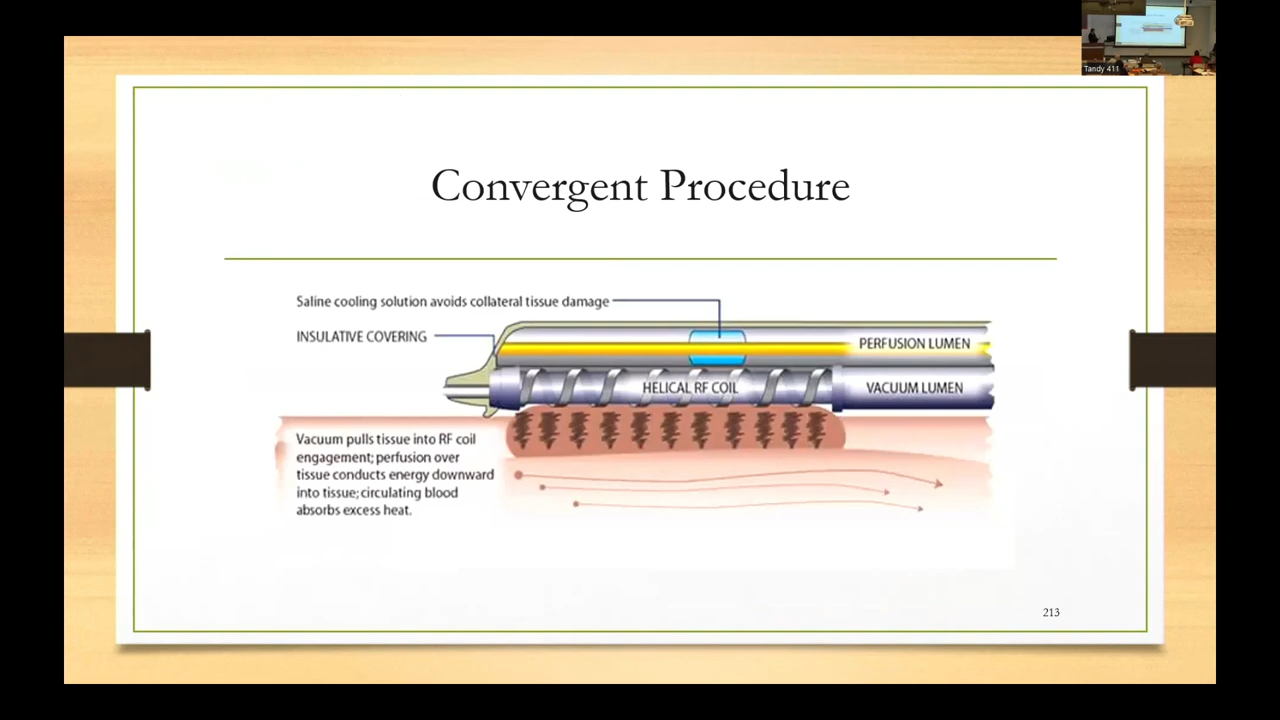 Tandy 411
Convergent Procedure
Saline cooling solution avoids collateral tissue damage
INSULATIVE COVERING
PERFUSION LUMEN
HELICAL RF COIL
VACUUM LUMEN
Vacuum pulls tissue into RF coil
engagement; perfusion over
tissue conducts energy downward
into tissue; circulating blood
absorbs excess heat.
213